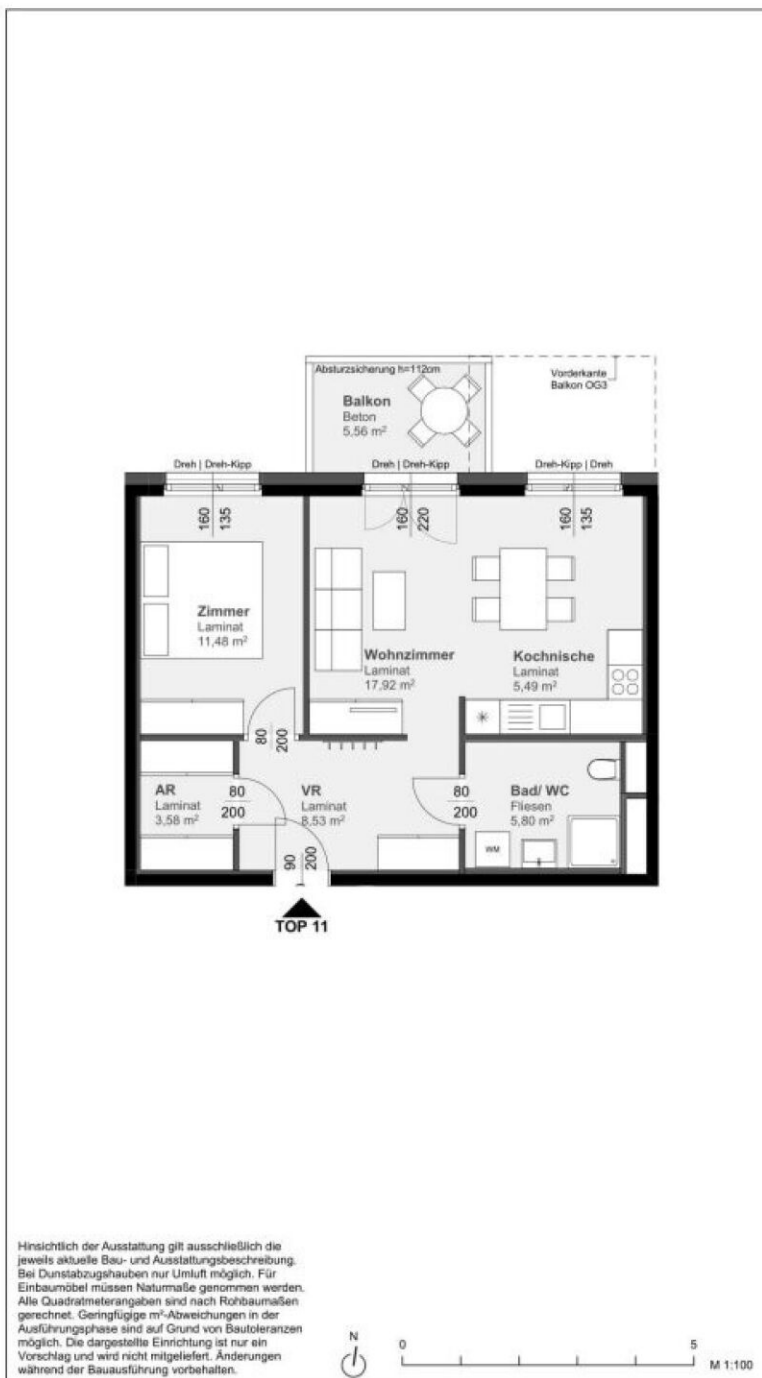 Absturzsicherung h=112cm
Balkon
Beton
5,56 m²
Vorderkante
Balkon OG3
Dreh | Dreh-Kipp
Dreh | Dreh-Kipp
Dreh-Kipp | Dreh
160
135
160
220
160
135
Zimmer
Laminat
11,48 m²
Wohnzimmer
Laminat
17,92 m²
Kochnische
Laminat
5,49 m²
80
200
AR
Laminat
3,58 m²
80
200
VR
Laminat
8,53 m²
80
200
Bad/ WC
Fliesen
5,80 m²
WM
90
200
TOP 11
Hinsichtlich der Ausstattung gilt ausschließlich die
jeweils aktuelle Bau- und Ausstattungsbeschreibung.
Bei Dunstabzugshauben nur Umluft möglich. Für
Einbaumöbel müssen Naturmaße genommen werden.
Alle Quadratmeterangaben sind nach Rohbaumaßen
gerechnet. Geringfügige m²-Abweichungen in der
Ausführungsphase sind auf Grund von Bautoleranzen
möglich. Die dargestellte Einrichtung ist nur ein
Vorschlag und wird nicht mitgeliefert. Änderungen
während der Bauausführung vorbehalten.
N
0
5
M 1:100